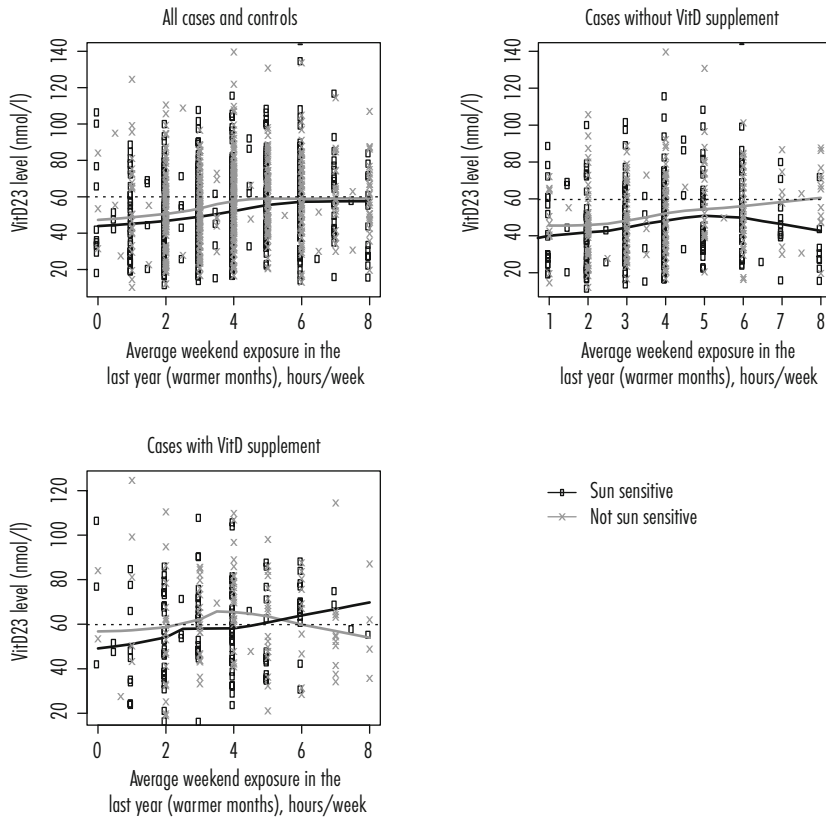 All cases and controls
VitD23 level (nmol/l)
140
120
100
80
60
40
20
0 2 4 6 8
Average weekend exposure in the
last year (warmer months), hours/week
Cases without VitD supplement
VitD23 level (nmol/l)
140
120
100
80
60
40
20
1 2 3 4 5 6 7 8
Average weekend exposure in the
last year (warmer months), hours/week
Cases with VitD supplement
VitD23 level (nmol/l)
120
100
80
60
40
20
0 2 4 6 8
Average weekend exposure in the
last year (warmer months), hours/week
Sun sensitive
Not sun sensitive